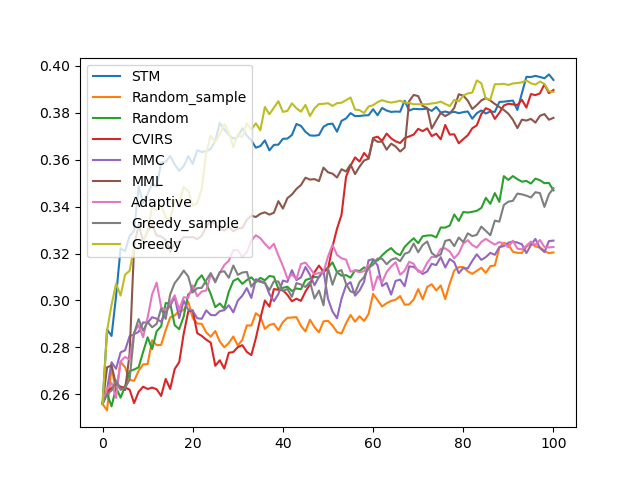 0.40
0.38
0.36
0.34
0.32
0.30
0.28
0.26
STM
Random_sample
Random
CVIRS
MMC
MML
Adaptive
Greedy_sample
Greedy
0
20
40
60
80
100